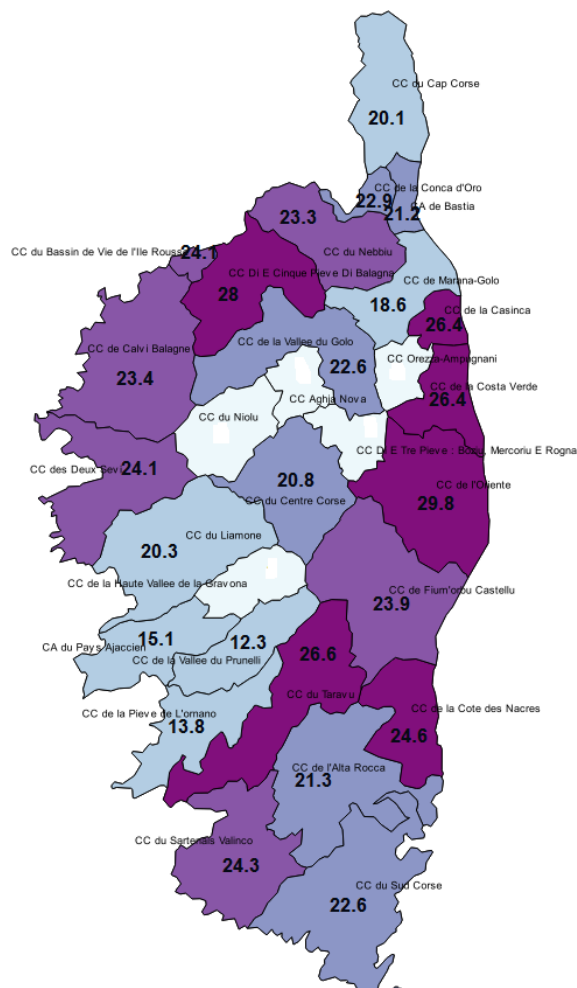 CC du Cap Corse
20.1
CC de la Conca d'Oro
22.9
CA de Bastia
21.2
23.3
CC du Nebbiu
24.1
CC du Bassin de Vie de l'Ile Rousse
CC Di E Cinque Pieve Di Balagna
28
CC de Marana-Golo
18.6
CC de la Casinca
26.4
CC de la Vallee du Golo
CC de Calvi Balagne
22.6
CC Orezza-Ampugnani
23.4
CC de la Costa Verde
26.4
CC Aghja Nova
CC du Niolu
CC Di E Tre Pieve : Boziu, Mercoriu E Rogna
CC des Deux Sevi
24.1
20.8
CC de l'Oriente
29.8
CC du Centre Corse
CC du Liamone
20.3
CC de la Haute Vallee de la Gravona
CC de Fium'orbu Castellu
23.9
15.1
12.3
CA du Pays Ajaccien
26.6
CC de la Vallee du Prunelli
CC du Taravu
CC de la Pieve de L'ornano
13.8
CC de la Cote des Nacres
24.6
CC de l'Alta Rocca
21.3
CC du Sartenais Valinco
24.3
CC du Sud Corse
22.6